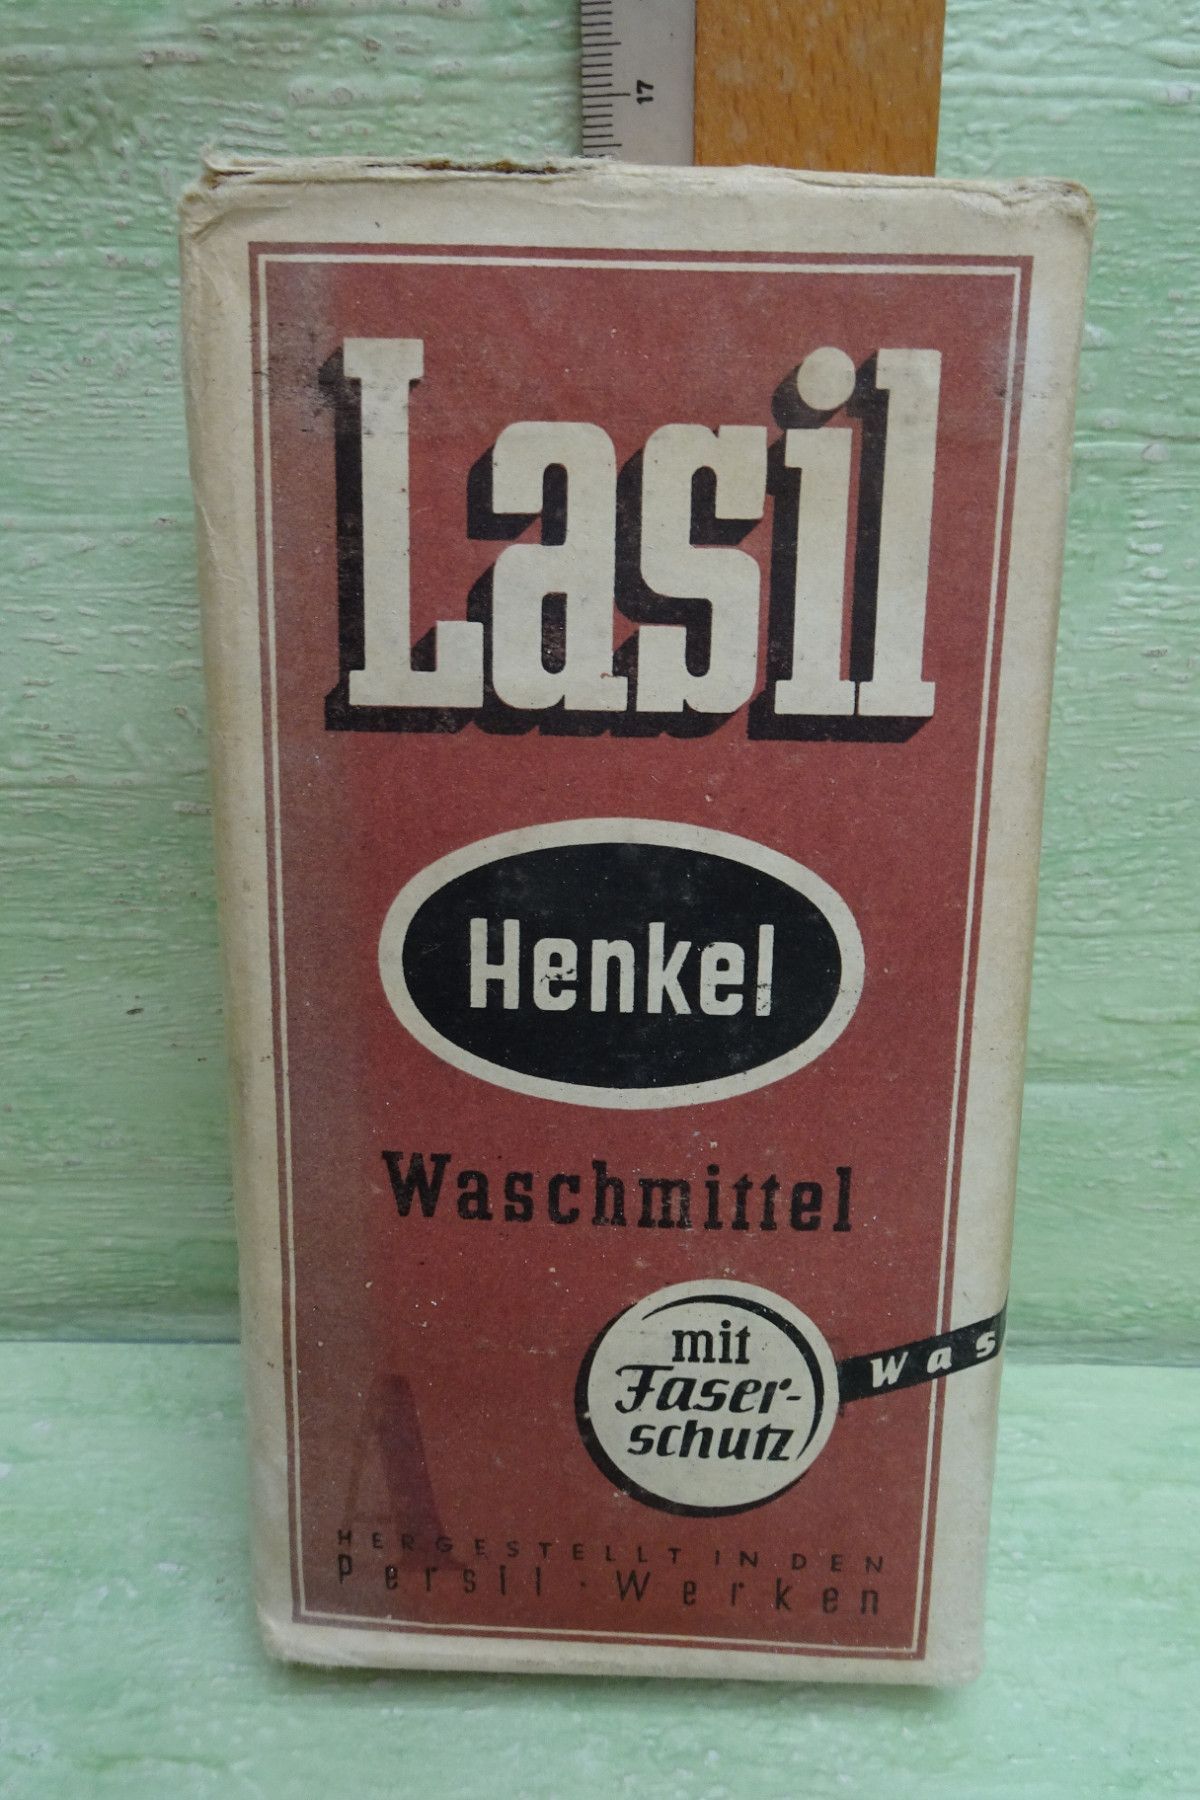 17
Lasil
Henkel
Waschmittel
mit
Faser-
schutz
Was
HERGESTELLT IN DEN
Persil-Werken